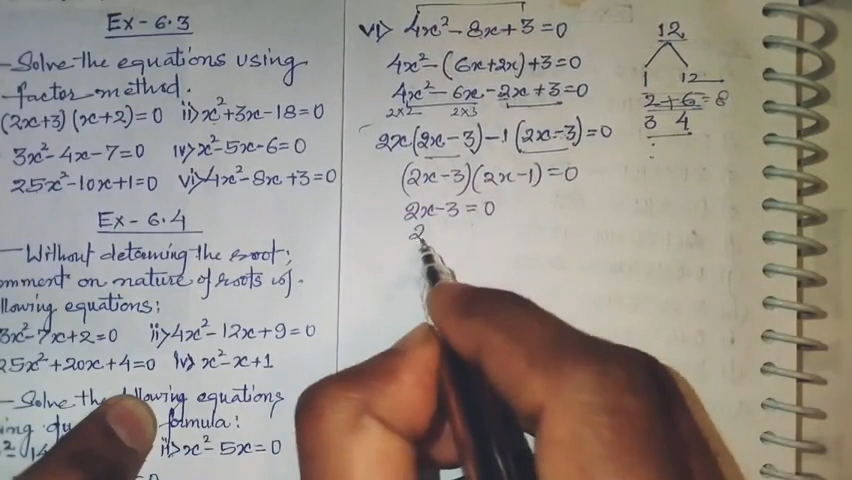 Ex-6.3
-Solve the equations using
factor method.
(2x+3)(x+2)=0 ii) x²+3x-18=0
3x²-4x-7=0 iv) x²-5x-6=0
25x²-10x+1=0 vi) 4x²-8x+3=0
Ex-6.4
-Without determing the root;
omment on nature of roots of.
llowing equations;
3x²-7x+2=0 ii) 4x²-12x+9=0
25x²+20x+4=0 iv) x²-x+1
-Solve the following equations
formula:
ii) x²-5x=0
vi) 4x²-8x+3=0
4x²-(6x+2x)+3=0
4x²-6x-2x+3=0
2x2 2x3
2x(2x-3)-1(2x-3)=0
(2x-3)(2x-1)=0
2x-3=0
2
12
1 12
2+6=8
3 4